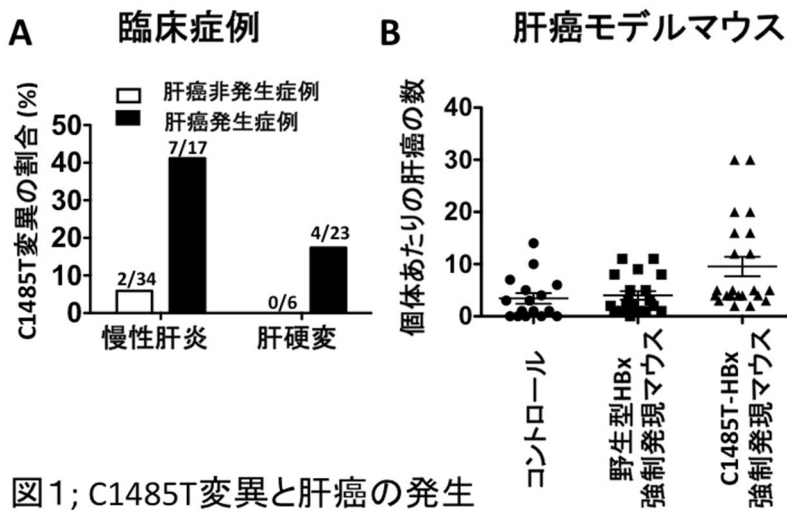 A 臨床症例
C1485T変異の割合 (%)
肝癌非発生症例
肝癌発生症例
50
40
30
20
10
0
2/34
7/17
0/6
4/23
慢性肝炎
肝硬変
B 肝癌モデルマウス
個体あたりの肝癌の数
40
30
20
10
0
コントロール
野生型HBx
強制発現マウス
C1485T-HBx
強制発現マウス
図1; C1485T変異と肝癌の発生